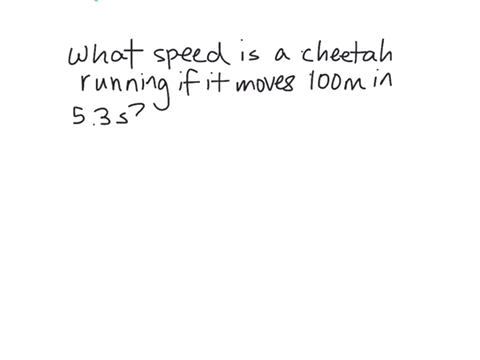 What speed is a cheetah
running if it moves 100m in
5.3s?